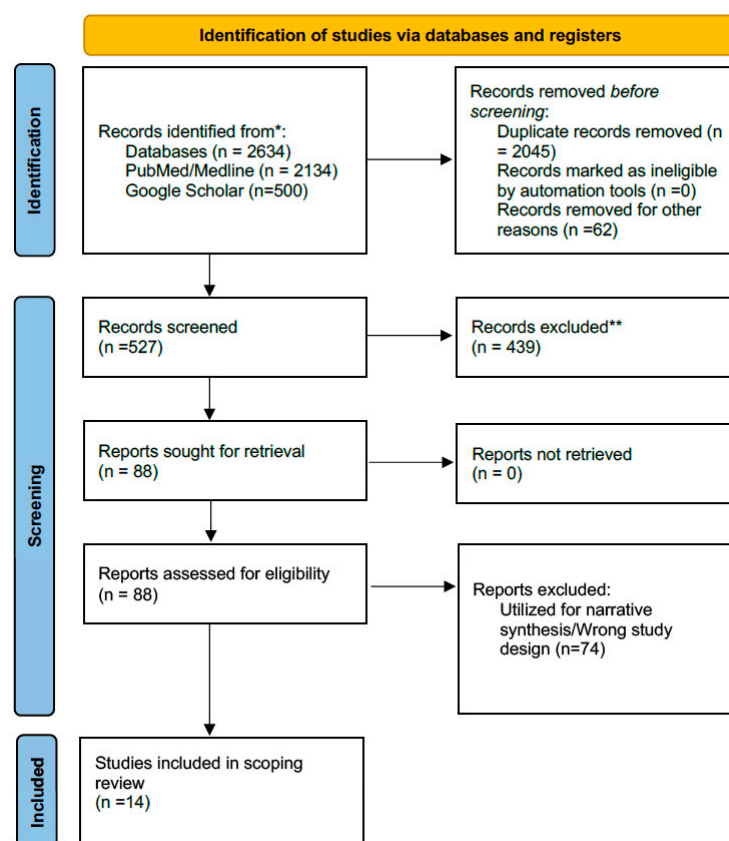 Identification of studies via databases and registers
Identification
Records identified from*:
Databases (n = 2634)
PubMed/Medline (n = 2134)
Google Scholar (n=500)
Records removed before
screening:
Duplicate records removed (n
= 2045)
Records marked as ineligible
by automation tools (n =0)
Records removed for other
reasons (n =62)
Screening
Records screened
(n =527)
Records excluded**
(n = 439)
Reports sought for retrieval
(n = 88)
Reports not retrieved
(n = 0)
Reports assessed for eligibility
(n = 88)
Reports excluded:
Utilized for narrative
synthesis/Wrong study
design (n=74)
Included
Studies included in scoping
review
(n =14)